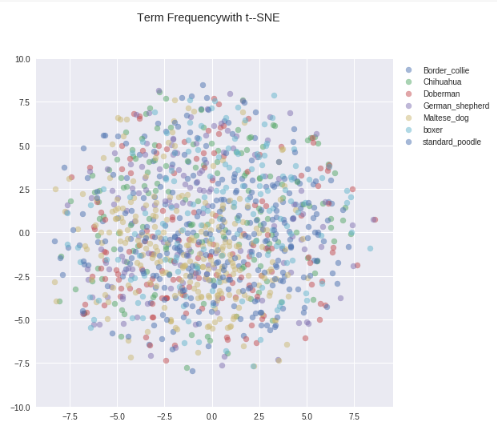 Term Frequencywith t--SNE
10.0
7.5
5.0
2.5
0.0
−2.5
−5.0
−7.5
−10.0
−7.5 −5.0 −2.5 0.0 2.5 5.0 7.5
Border_collie
Chihuahua
Doberman
German_shepherd
Maltese_dog
boxer
standard_poodle